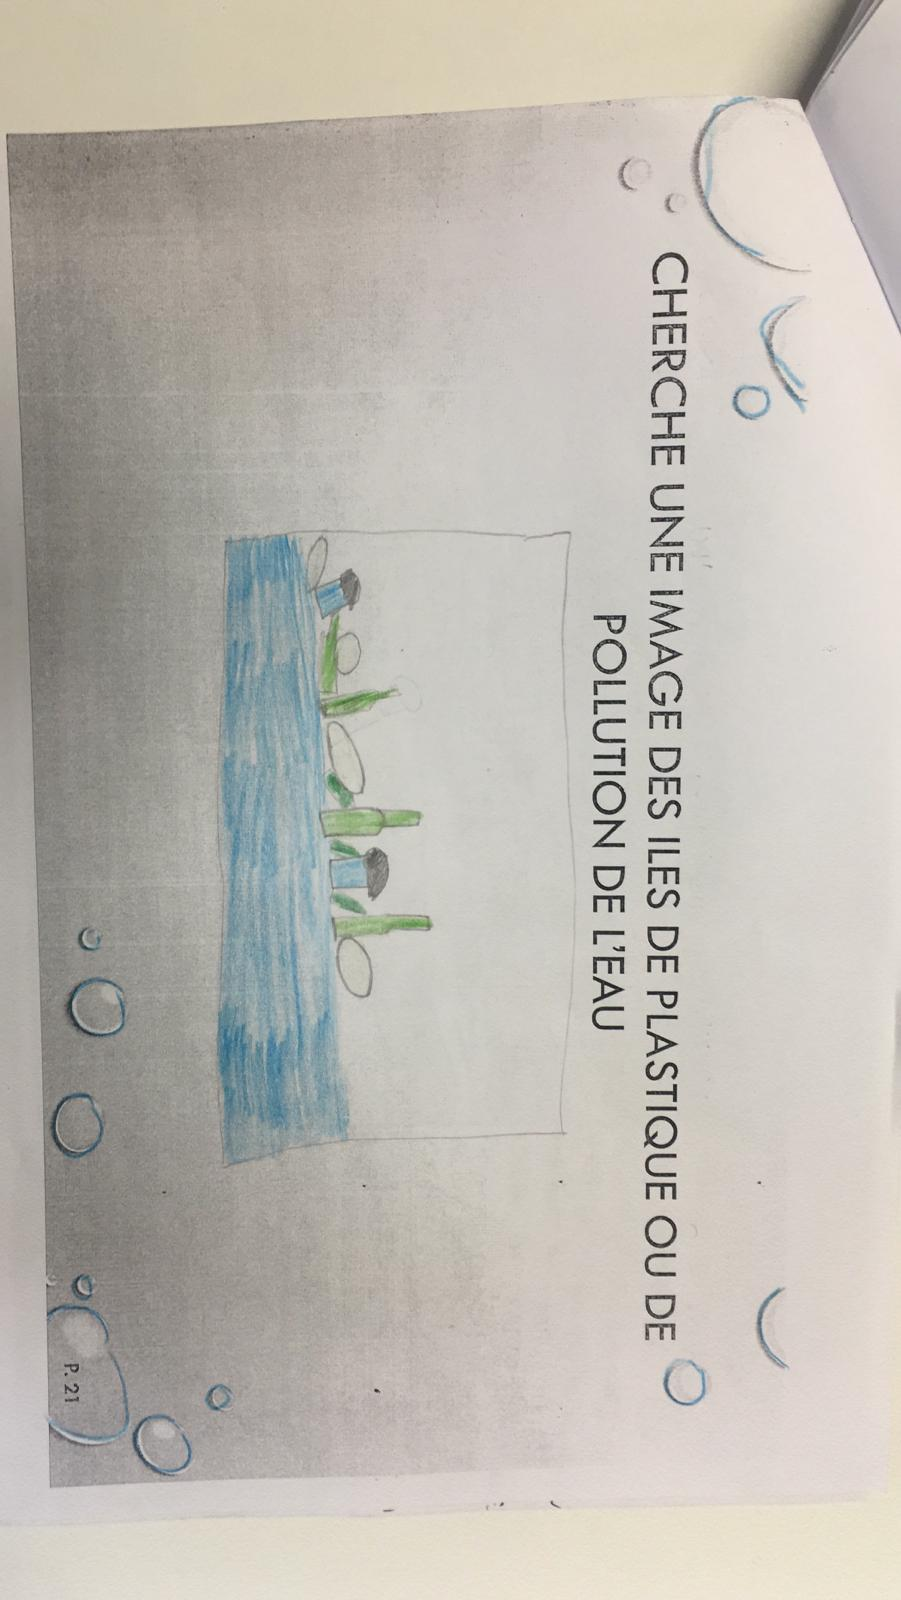 CHERCHE UNE IMAGE DES ILES DE PLASTIQUE OU DE
POLLUTION DE L'EAU
P. 21